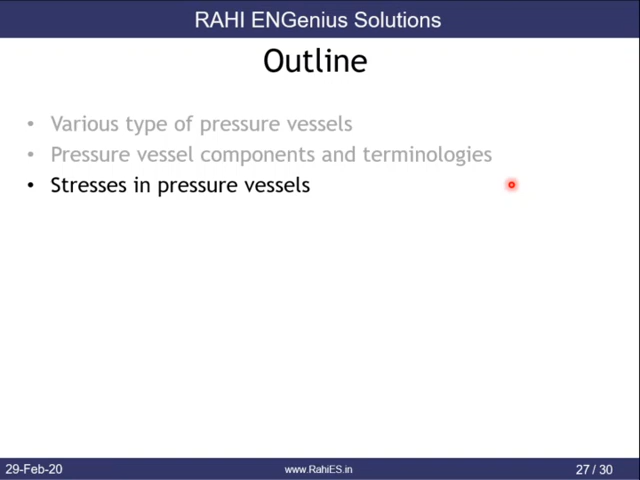 RAHI ENGenius Solutions
Outline
• Various type of pressure vessels
• Pressure vessel components and terminologies
• Stresses in pressure vessels
29-Feb-20
www.RahiES.in
27 / 30